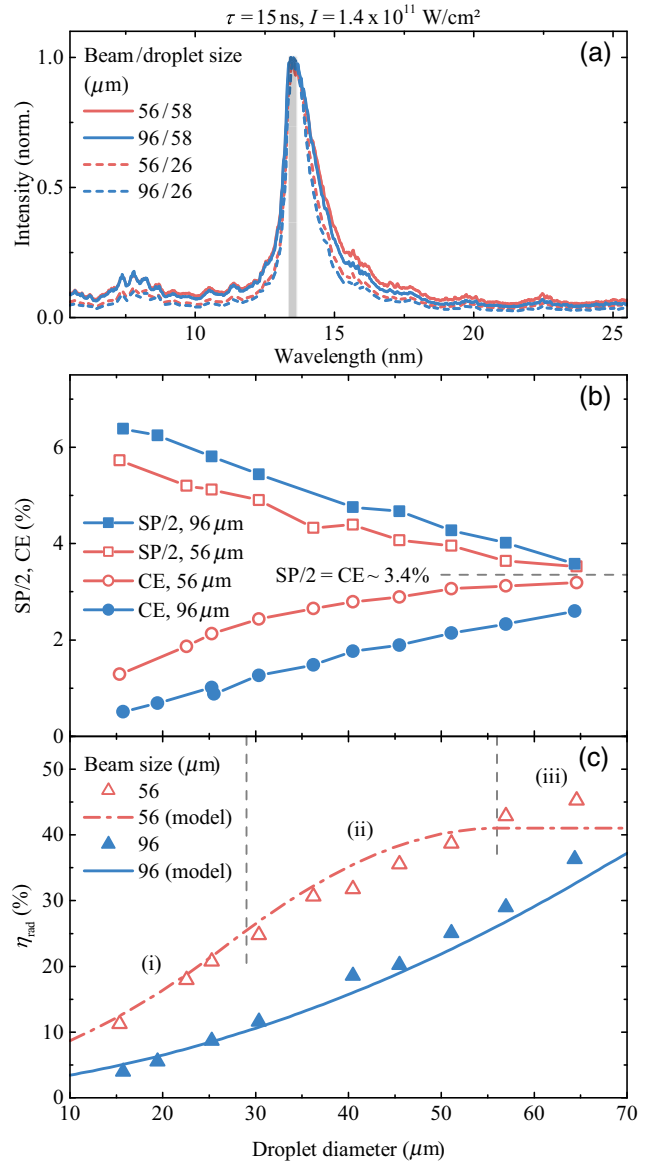 τ = 15 ns, I = 1.4 x 10¹¹ W/cm²
(a)
Beam/droplet size
(μm)
56/58
96/58
56/26
96/26
1.0
0.5
0.0
Intensity (norm.)
10 15 20 25
Wavelength (nm)
(b)
6
4
2
0
SP/2, CE (%)
SP/2, 96 μm
SP/2, 56 μm
CE, 56 μm
CE, 96 μm
SP/2 = CE ~ 3.4%
(c)
Beam size (μm)
56
56 (model)
96
96 (model)
(i)
(ii)
(iii)
50
40
30
20
10
0
η_rad (%)
10 20 30 40 50 60 70
Droplet diameter (μm)